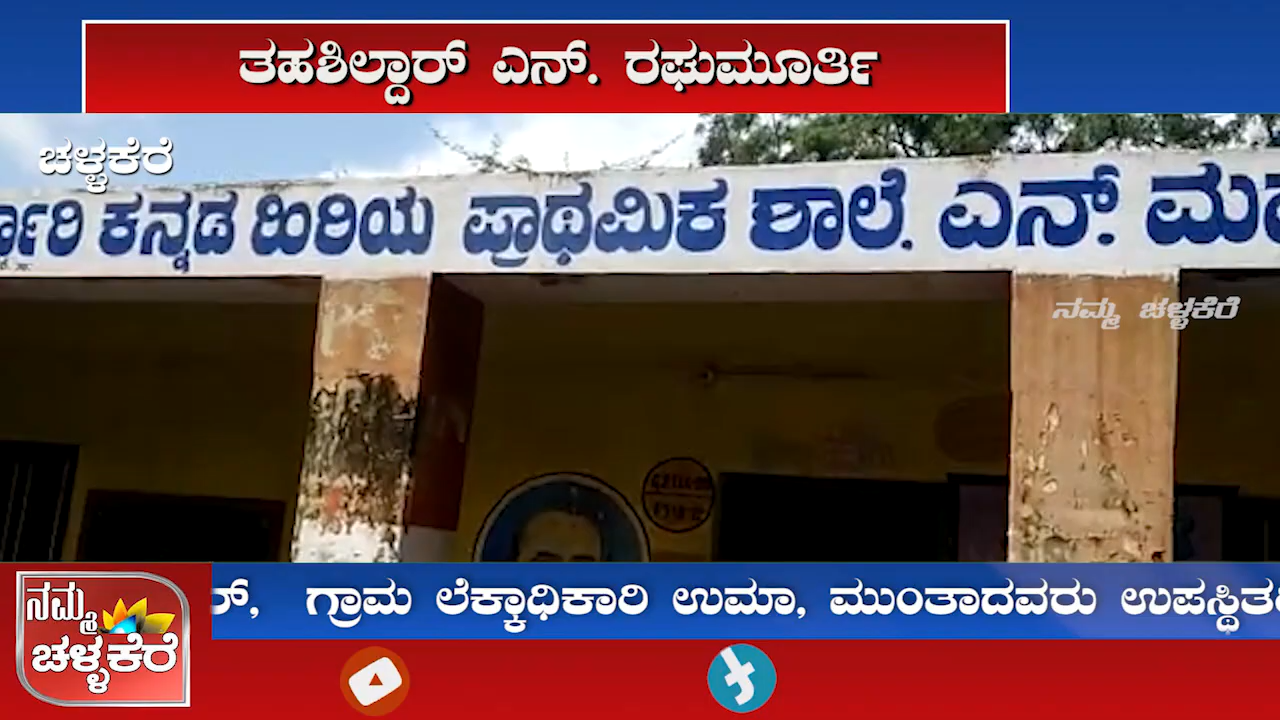 ತಹಶಿಲ್ದಾರ್ ಎನ್. ರಘುಮೂರ್ತಿ
ಚಳ್ಳಕೆರೆ
ಕನ್ನಡ ಹಿರಿಯ ಪ್ರಾಥಮಿಕ ಶಾಲೆ. ಎನ್.
ನಮ್ಮ ಚಳ್ಳಕೆರೆ
ಗ್ರಾಮ ಲೆಕ್ಕಾಧಿಕಾರಿ ಉಮಾ, ಮುಂತಾದವರು
ನಮ್ಮ
ಚಳ್ಳಕೆರೆ